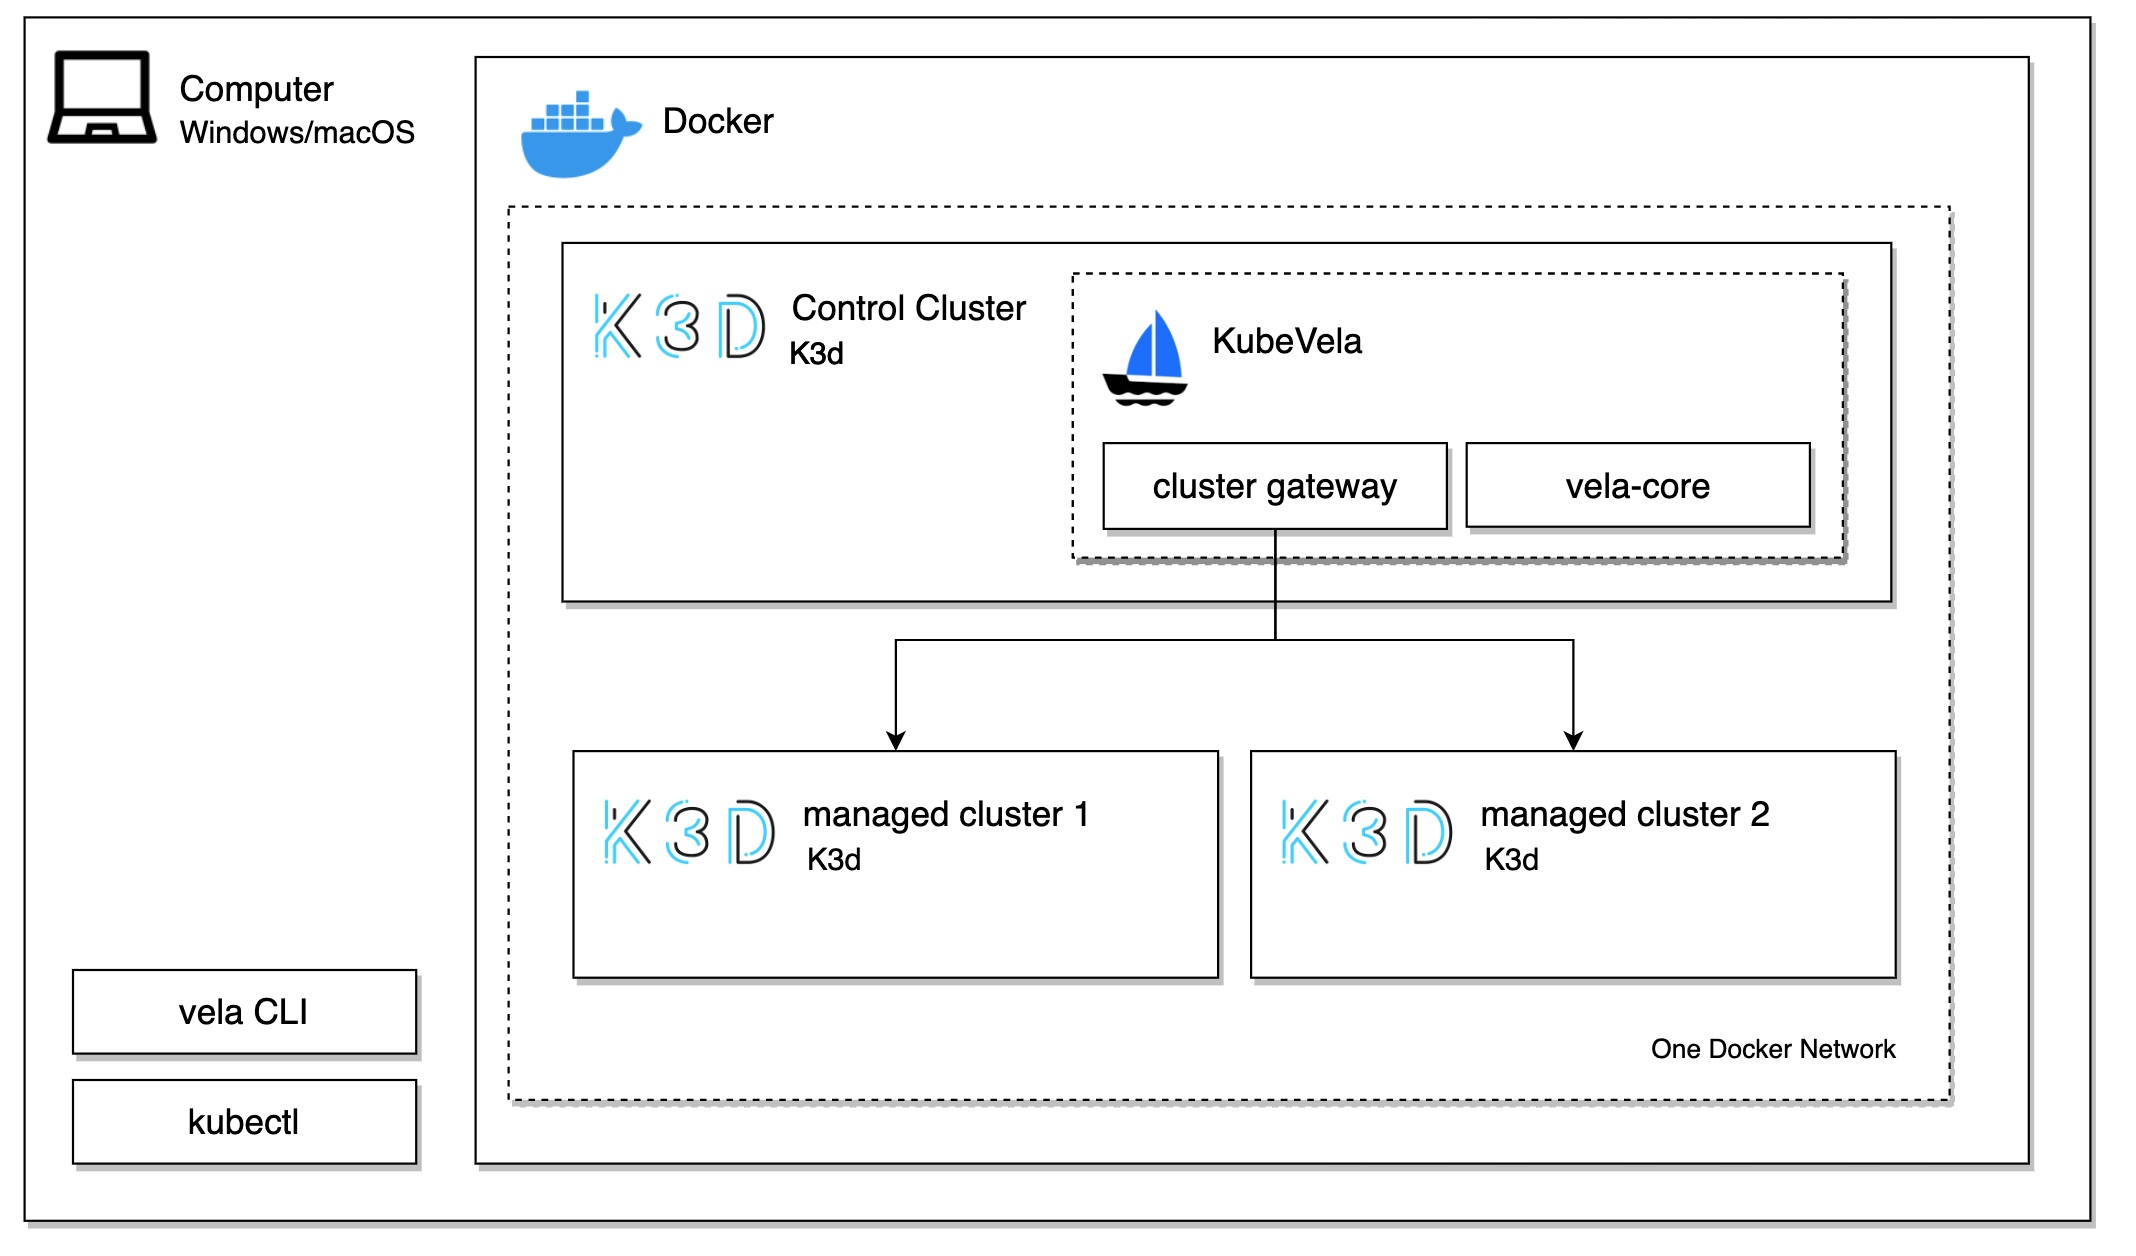 Computer
Windows/macOS
Docker
K3D
Control Cluster
K3d
KubeVela
cluster gateway
vela-core
K3D
managed cluster 1
K3d
K3D
managed cluster 2
K3d
vela CLI
kubectl
One Docker Network